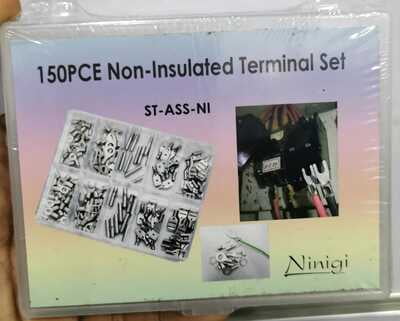 150PCE Non-Insulated Terminal Set
ST-ASS-NI
Ninigi